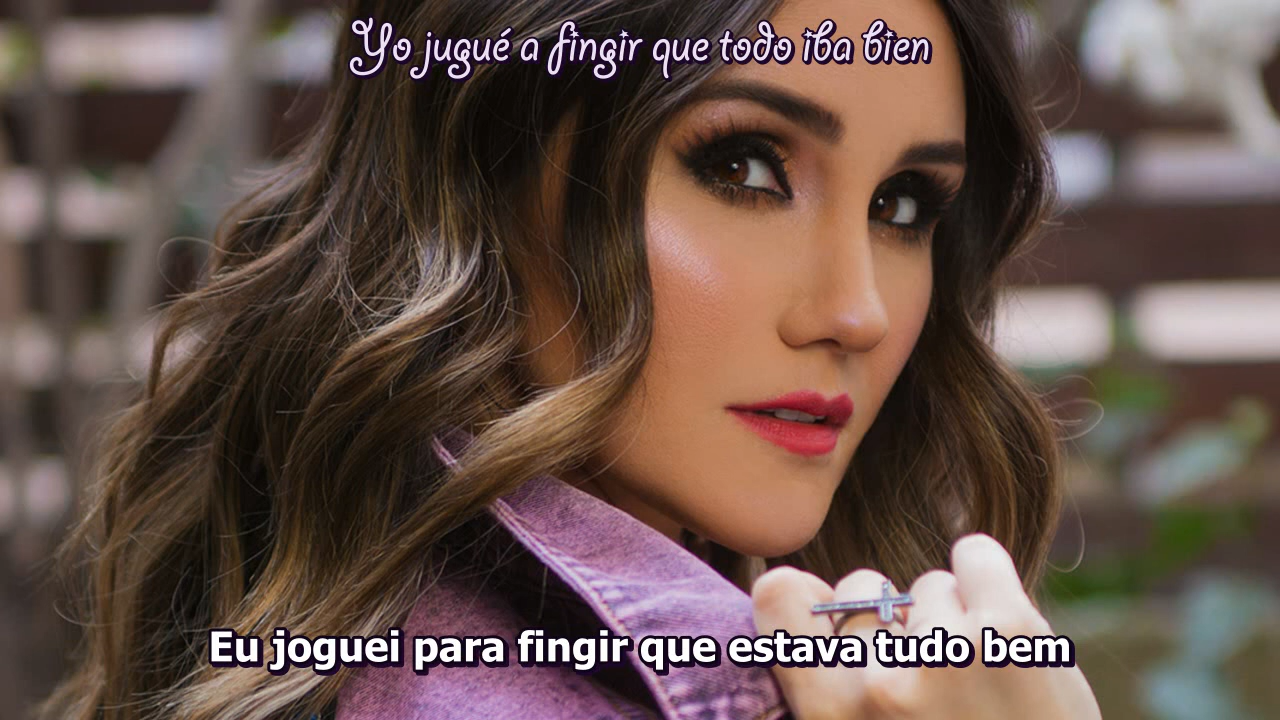 Yo jugué a fingir que todo iba bien
Eu joguei para fingir que estava tudo bem